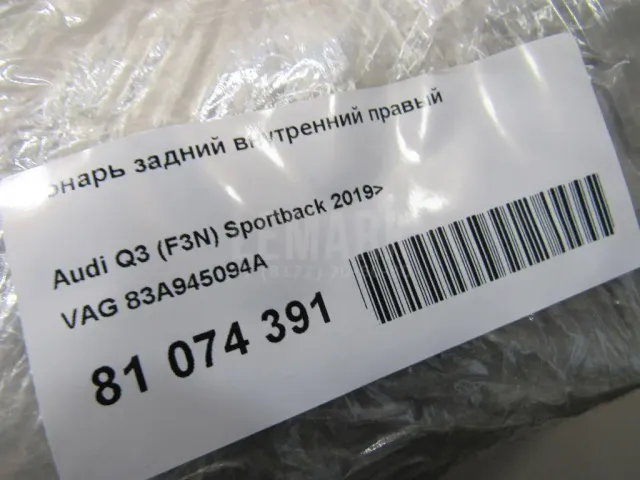 онарь задний внутренний правый
Audi Q3 (F3N) Sportback 2019>
VAG 83A945094A
81 074 391